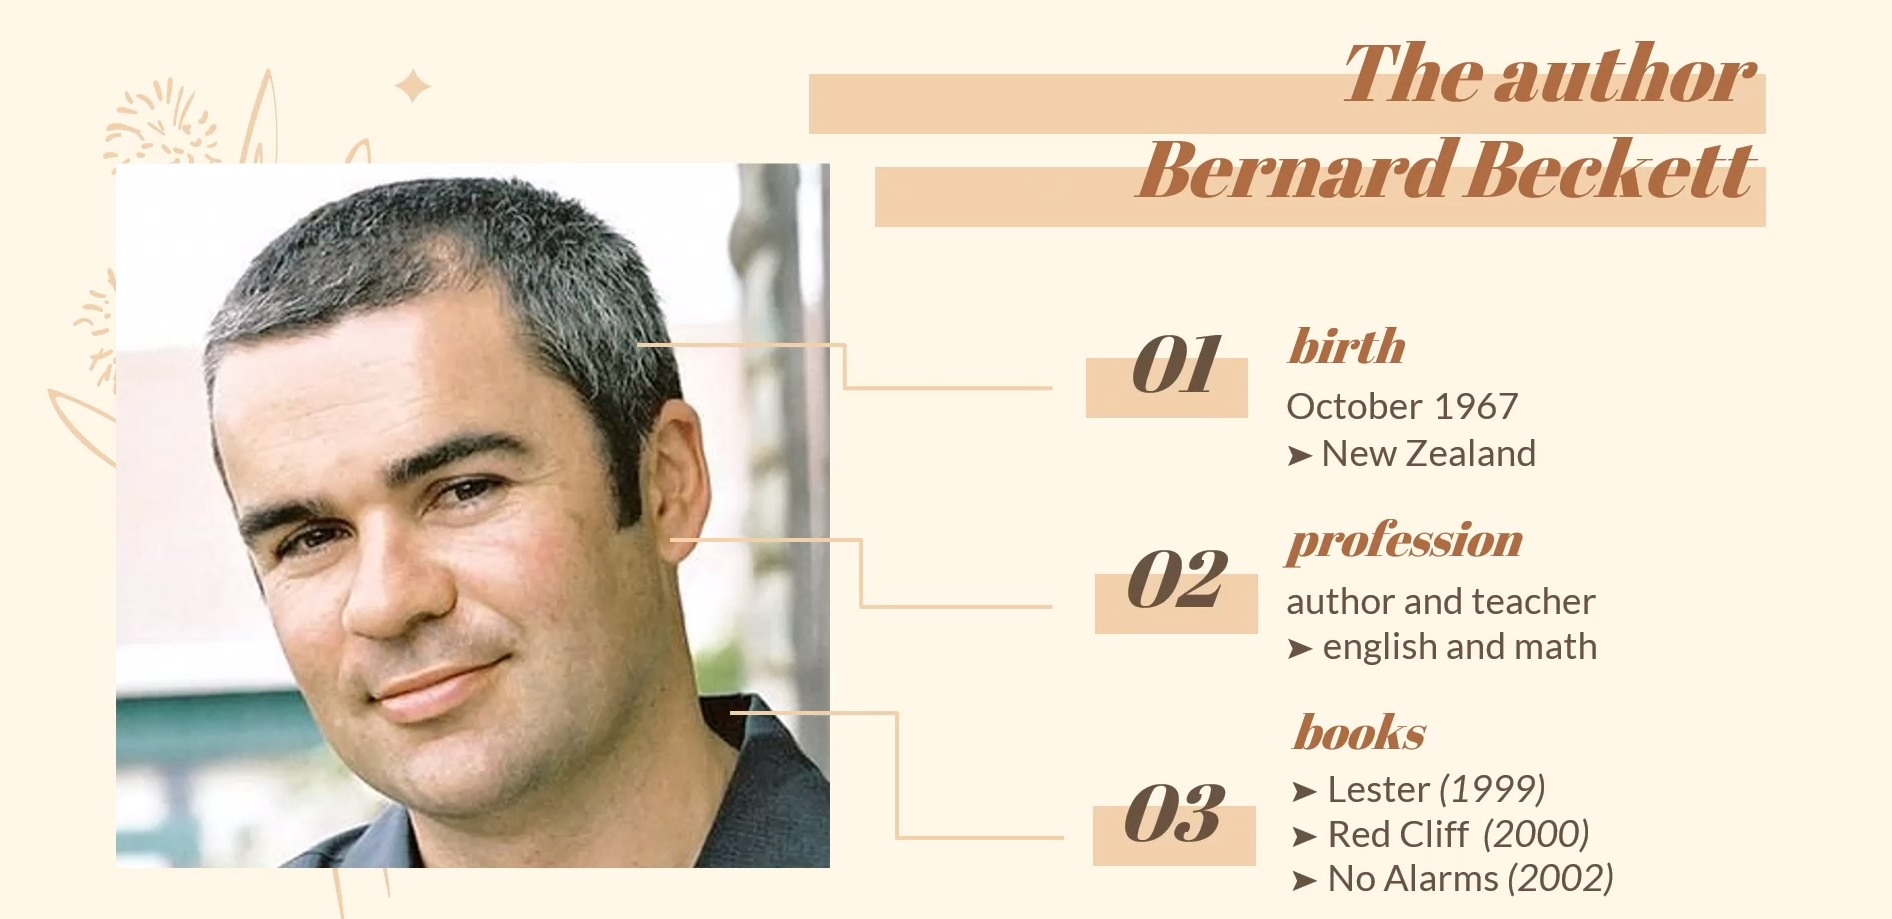 The author
Bernard Beckett
01
birth
October 1967
➤ New Zealand
02
profession
author and teacher
➤ english and math
03
books
➤ Lester (1999)
➤ Red Cliff (2000)
➤ No Alarms (2002)